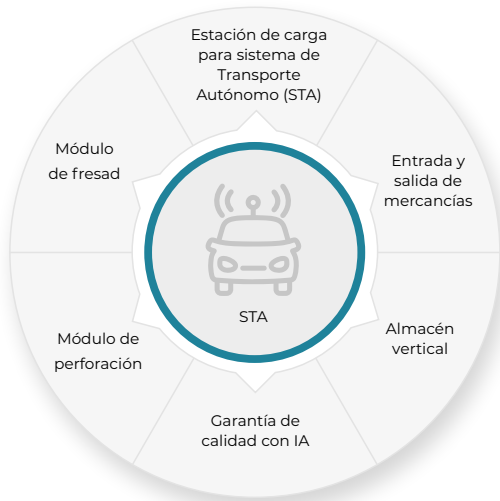 Estación de carga
para sistema de
Transporte
Autónomo (STA)
Entrada y
salida de
mercancías
Almacén
vertical
Garantía de
calidad con IA
Módulo de
perforación
Módulo
de fresad
STA